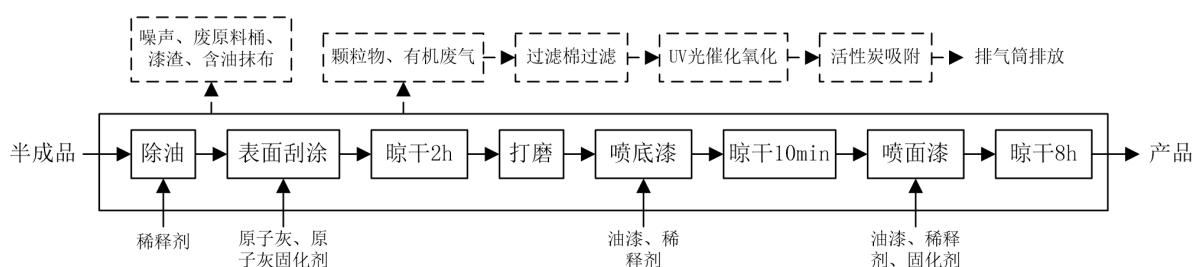 噪声、废原料桶、
漆渣、含油抹布
颗粒物、有机废气
过滤棉过滤
UV光催化氧化
活性炭吸附
排气筒排放
半成品
除油
表面刮涂
晾干2h
打磨
喷底漆
晾干10min
喷面漆
晾干8h
产品
稀释剂
原子灰、原
子灰固化剂
油漆、稀
释剂
油漆、稀释
剂、固化剂